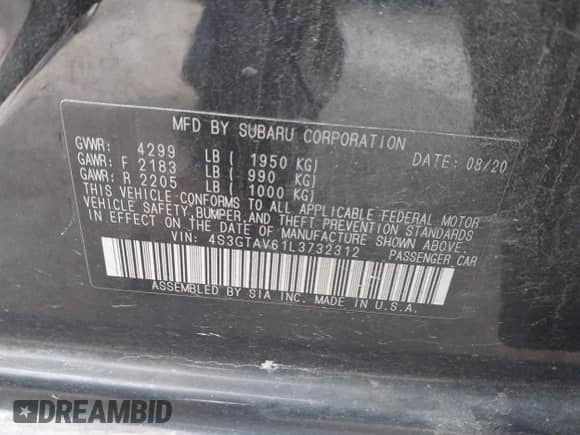 MFD BY SUBARU CORPORATION
GVWR: 4299 LB ( 1950 KG) DATE: 08/20
GAWR: F 2183 LB ( 990 KG)
GAWR: R 2205 LB ( 1000 KG)
THIS VEHICLE CONFORMS TO ALL APPLICABLE FEDERAL MOTOR
VEHICLE SAFETY, BUMPER, AND THEFT PREVENTION STANDARDS
IN EFFECT ON THE DATE OF MANUFACTURE SHOWN ABOVE.
VIN: 4S3GTAV61L3732312 PASSENGER CAR
ASSEMBLED BY SIA INC. MADE IN U.S.A.
DREAMBID